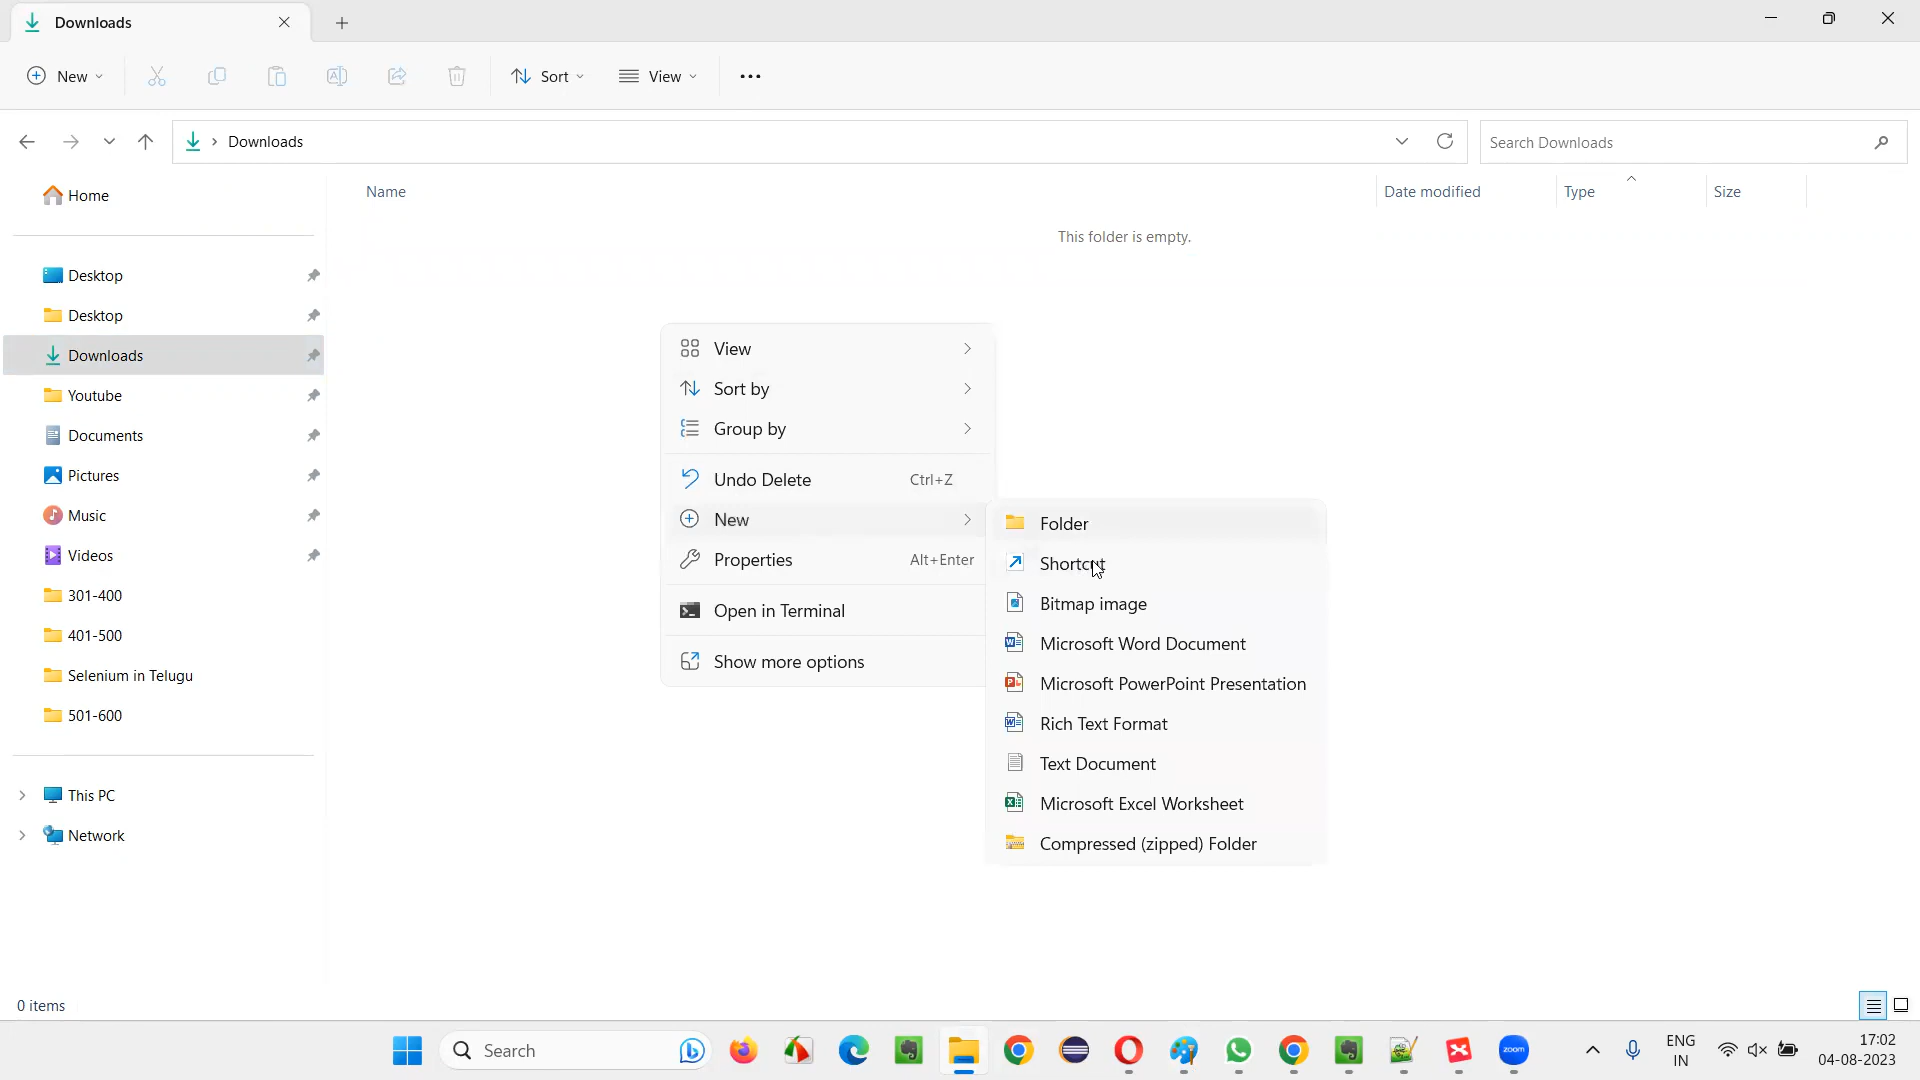 Downloads
New
Sort
View
Downloads
Search Downloads
Home
Desktop
Desktop
Downloads
Youtube
Documents
Pictures
Music
Videos
301-400
401-500
Selenium in Telugu
501-600
This PC
Network
Name
Date modified
Type
Size
This folder is empty.
View
Sort by
Group by
Undo Delete Ctrl+Z
New
Properties Alt+Enter
Open in Terminal
Show more options
Folder
Shortcut
Bitmap image
Microsoft Word Document
Microsoft PowerPoint Presentation
Rich Text Format
Text Document
Microsoft Excel Worksheet
Compressed (zipped) Folder
0 items
Search
zoom
ENG
IN
17:02
04-08-2023